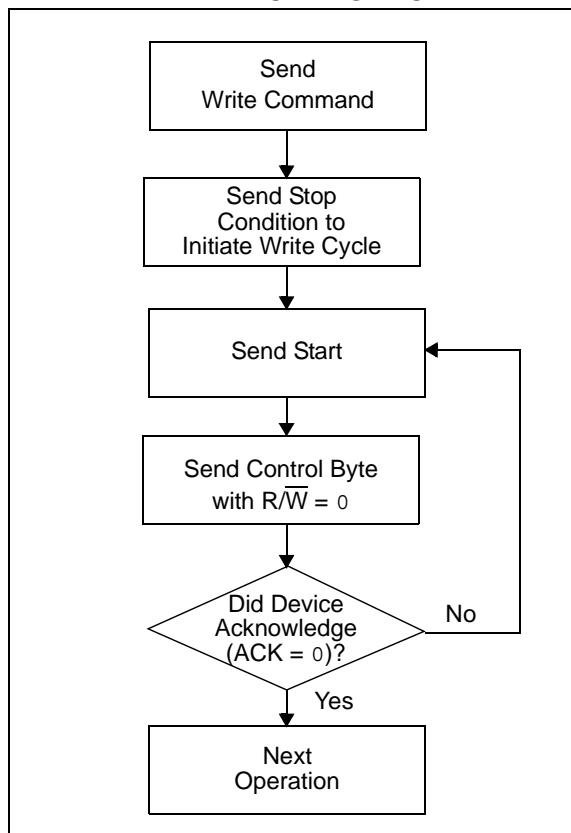 Send
Write Command
Send Stop
Condition to
Initiate Write Cycle
Send Start
Send Control Byte
with R/W̅ = 0
Did Device
Acknowledge
(ACK = 0)?
No
Yes
Next
Operation